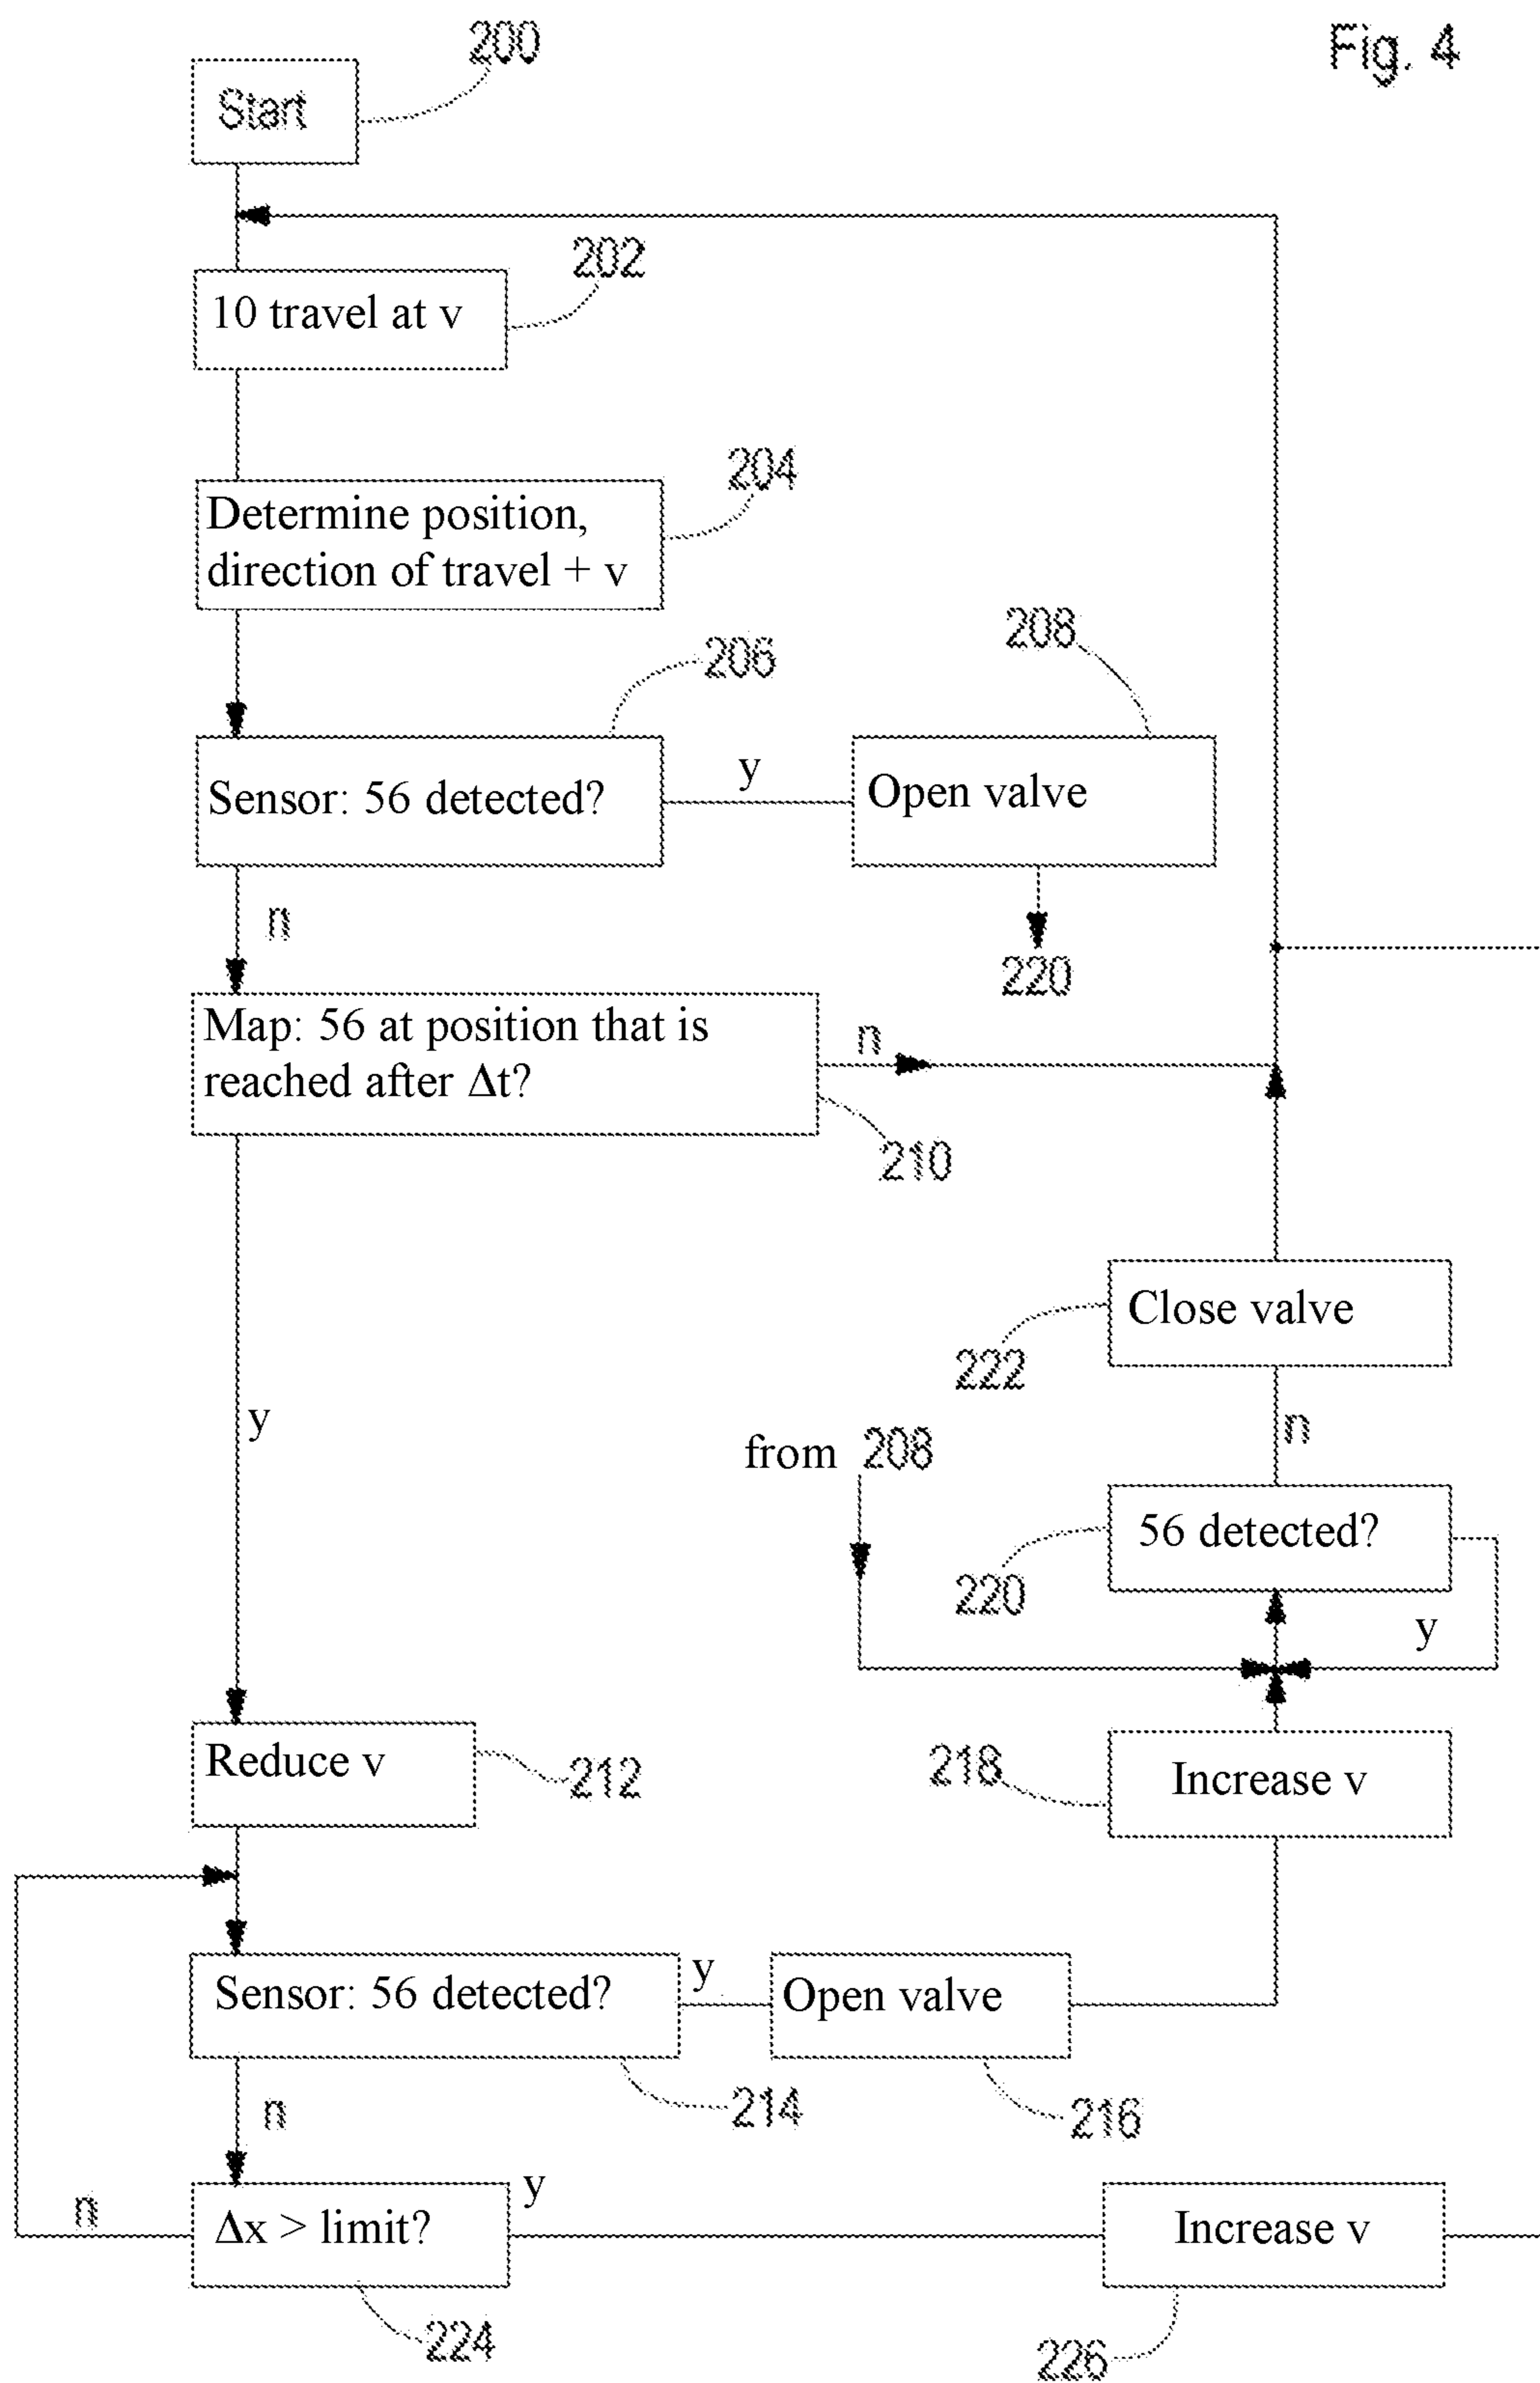 Fig. 4
200
Start
202
10 travel at v
204
Determine position,
direction of travel + v
206
208
Sensor: 56 detected?
y
Open valve
n
220
Map: 56 at position that is
reached after Δt?
n
210
Close valve
222
y
n
from 208
56 detected?
220
y
Reduce v
212
218
Increase v
Sensor: 56 detected?
y
Open valve
n
214
216
n
Δx > limit?
y
Increase v
224
226